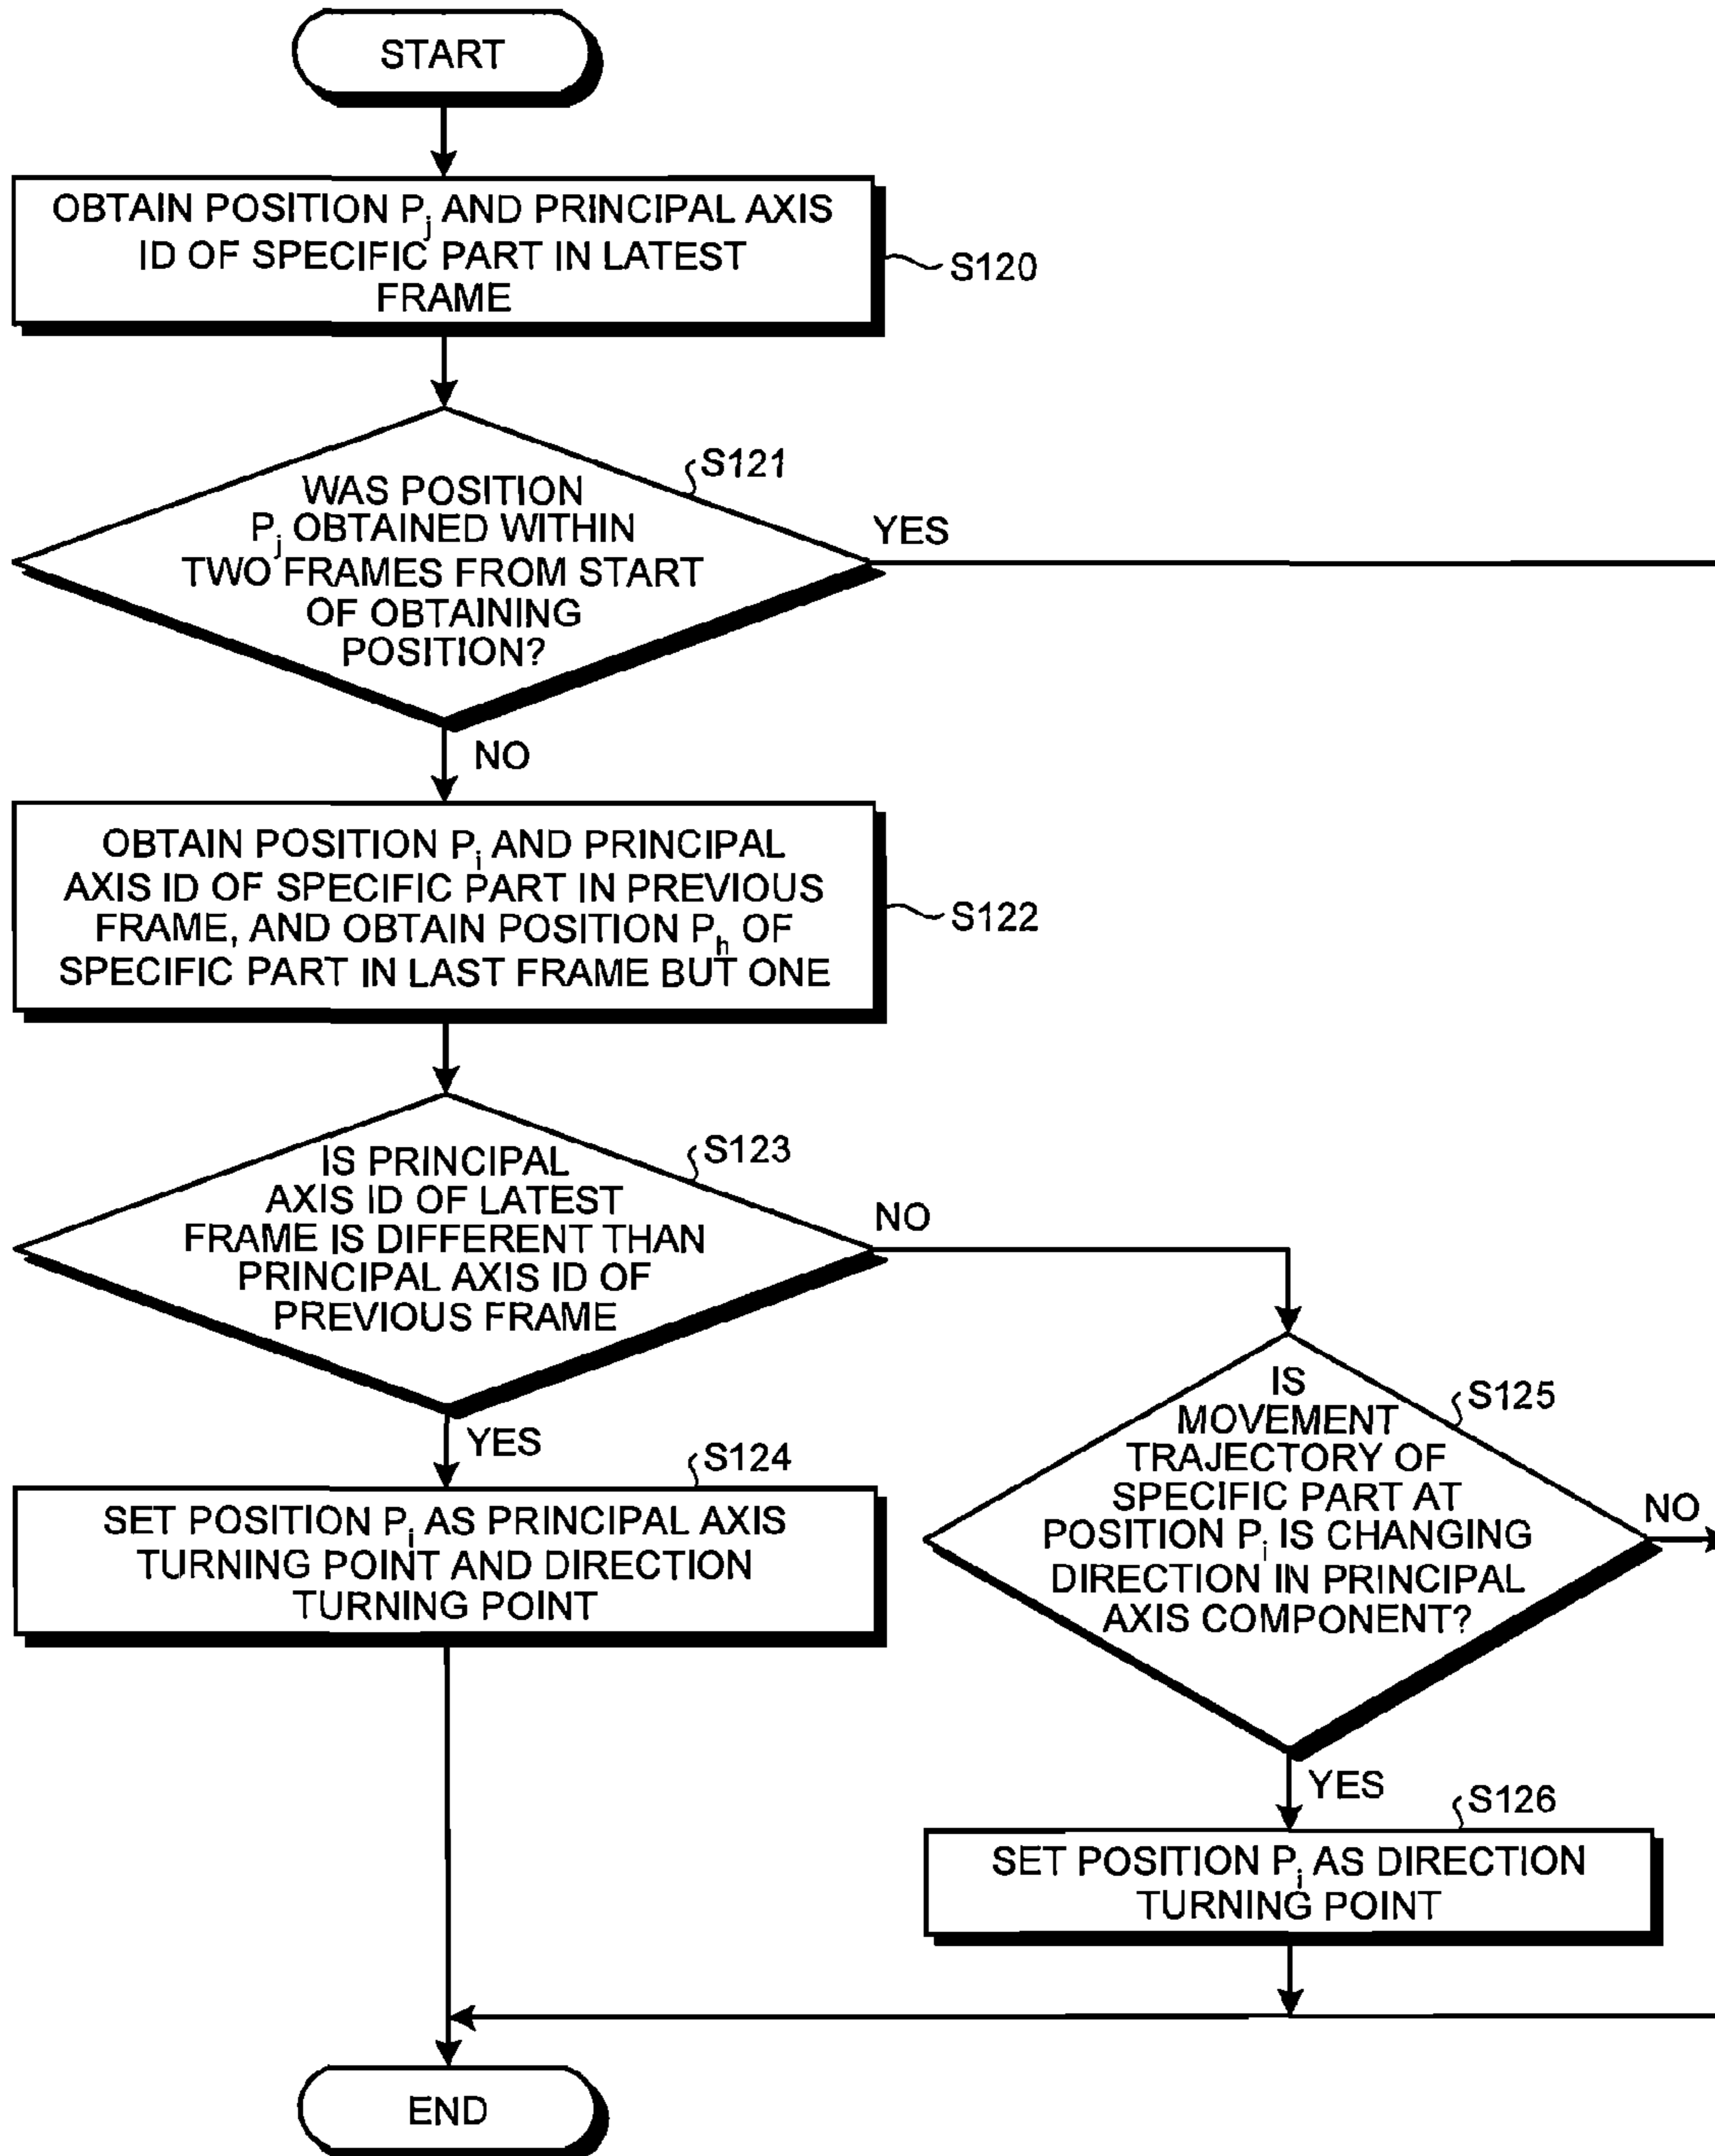 START
OBTAIN POSITION Pj AND PRINCIPAL AXIS
ID OF SPECIFIC PART IN LATEST
FRAME
S120
S121
WAS POSITION
Pj OBTAINED WITHIN
TWO FRAMES FROM START
OF OBTAINING
POSITION?
YES
NO
OBTAIN POSITION Pi AND PRINCIPAL
AXIS ID OF SPECIFIC PART IN PREVIOUS
FRAME, AND OBTAIN POSITION Ph OF
SPECIFIC PART IN LAST FRAME BUT ONE
S122
S123
IS PRINCIPAL
AXIS ID OF LATEST
FRAME IS DIFFERENT THAN
PRINCIPAL AXIS ID OF
PREVIOUS FRAME
NO
YES
S124
SET POSITION Pi AS PRINCIPAL AXIS
TURNING POINT AND DIRECTION
TURNING POINT
S125
IS
MOVEMENT
TRAJECTORY OF
SPECIFIC PART AT
POSITION Pi IS CHANGING
DIRECTION IN PRINCIPAL
AXIS COMPONENT?
NO
YES
S126
SET POSITION Pi AS DIRECTION
TURNING POINT
END